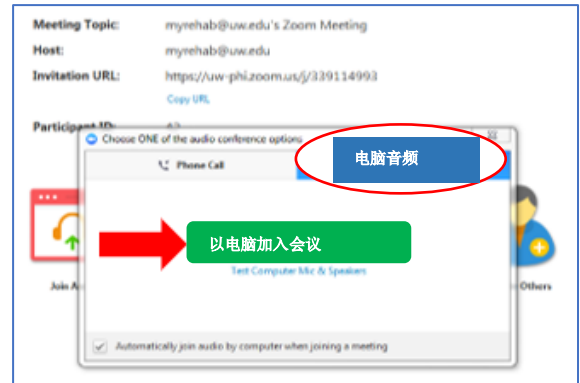 Meeting Topic: myrehab@uw.edu's Zoom Meeting
Host: myrehab@uw.edu
Invitation URL: https://uw-phi.zoom.us/j/339114993
Copy URL
Participant ID:
Choose ONE of the audio conference options
Phone Call
电脑音频
以电脑加入会议
Test Computer Mic & Speakers
Join
Others
Automatically join audio by computer when joining a meeting